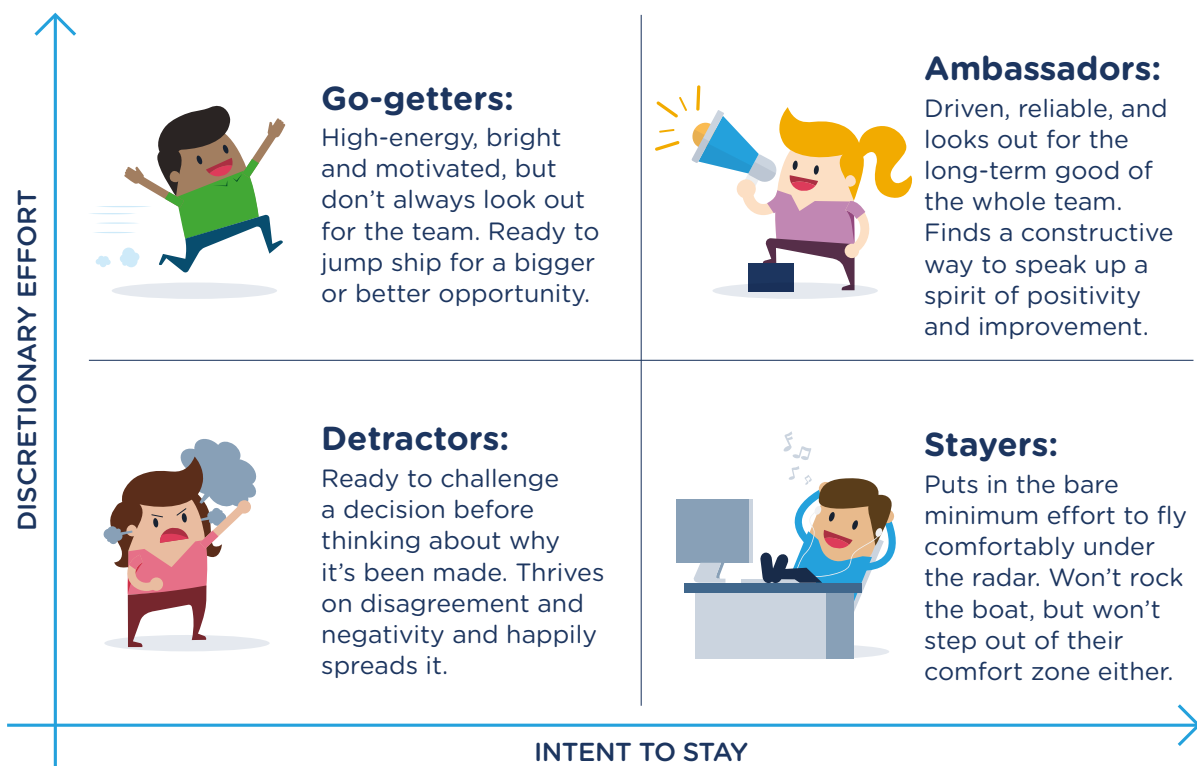 DISCRETIONARY EFFORT
Go-getters:
High-energy, bright
and motivated, but
don’t always look out
for the team. Ready to
jump ship for a bigger
or better opportunity.
Ambassadors:
Driven, reliable, and
looks out for the
long-term good of
the whole team.
Finds a constructive
way to speak up a
spirit of positivity
and improvement.
Detractors:
Ready to challenge
a decision before
thinking about why
it’s been made. Thrives
on disagreement and
negativity and happily
spreads it.
Stayers:
Puts in the bare
minimum effort to fly
comfortably under
the radar. Won’t rock
the boat, but won’t
step out of their
comfort zone either.
INTENT TO STAY